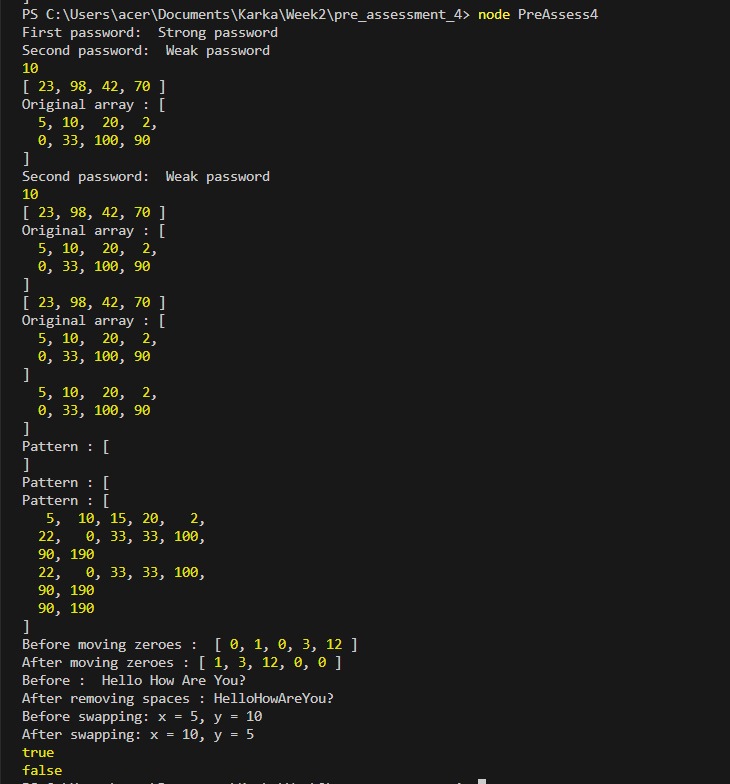 PS C:\Users\acer\Documents\Karka\Week2\pre_assessment_4> node PreAssess4
First password:  Strong password
Second password:  Weak password
10
[ 23, 98, 42, 70 ]
Original array : [
  5, 10,  20,  2,
  0, 33, 100, 90
]
Second password:  Weak password
10
[ 23, 98, 42, 70 ]
Original array : [
  5, 10,  20,  2,
  0, 33, 100, 90
]
[ 23, 98, 42, 70 ]
Original array : [
  5, 10,  20,  2,
  0, 33, 100, 90
]
  5, 10,  20,  2,
  0, 33, 100, 90
]
Pattern : [
]
Pattern : [
Pattern : [
   5,  10, 15, 20,   2,
  22,   0, 33, 33, 100,
  90, 190
  22,   0, 33, 33, 100,
  90, 190
  90, 190
]
Before moving zeroes :  [ 0, 1, 0, 3, 12 ]
After moving zeroes : [ 1, 3, 12, 0, 0 ]
Before :  Hello How Are You?
After removing spaces : HelloHowAreYou?
Before swapping: x = 5, y = 10
After swapping: x = 10, y = 5
true
false